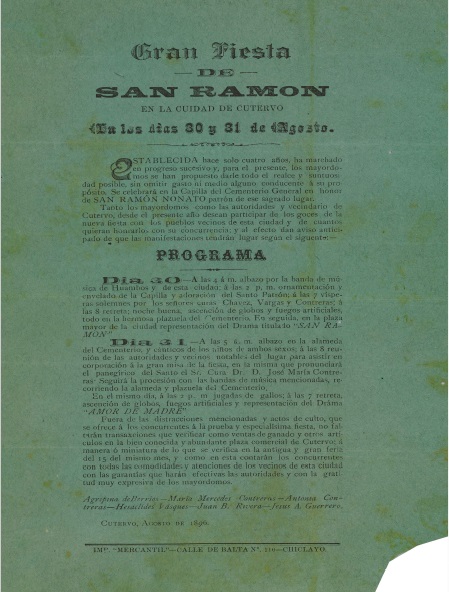 Gran Fiesta
— DE —
SAN RAMON
EN LA CUIDAD DE CUTERVO
En los dias 30 y 31 de Agosto.
ESTABLECIDA hace solo cuatro años, ha marchado
en progreso sucesivo y, para el presente, los mayordo-
mos se han propuesto darle todo el realce y suntuosi-
dad posible, sin omitir gasto ni medio alguno conducente á su pro-
pósito. Se celebrará en la Capilla del Cementerio General en honor
de SAN RAMÓN NONATO patrón de ese sagrado lugar.
Tanto los mayordomos como las autoridades y vecindario de
Cutervo, desde el presente año desean participar de los goces de la
nueva fiesta con los pueblos vecinos de esta ciudad y de cuantos
quieran honrarlos con su concurrencia, y al efecto dan aviso antici-
pado de que las manifestaciones tendrán lugar según el siguiente:—
PROGRAMA
Dia 30—A las 4 á m. albazo por la banda de mú-
sica de Huambos y de esta ciudad; á las 2 p. m. ornamentación y
envelado de la Capilla y adoración del Santo Patrón; á las 7 víspe-
ras solemnes por los señores curas Chavez, Vargas y Contreras; á
las 8 retreta; noche buena, ascención de globos y fuegos artificiales,
todo en la hermosa plazuela del Cementerio. En seguida, en la plaza
mayor de la ciudad representación del Drama titulado "SAN RA-
MON"
Dia 31.—A las 5 a. m. albazo en la alameda
del Cementerio, y cánticos de los niños de ambos sexos; á las 8 reu-
nión de las autoridades y vecinos notables del lugar para asistir en
corporación á la gran misa de la fiesta, en la misma que pronunciará
el panegírico del Santo el Sr. Cura Dr. D. José María Contre-
ras Seguirá la procesión con las bandas de música mencionadas, re-
corriendo la alameda y plazuela del Cementerio.
En el mismo día, á las 2 p. m jugadas de gallos; á las 7 retreta,
ascención de globos, fuegos artificiales y representación del Dráma
"AMOR DE MADRE"
Fuera de las distracciones mencionadas y actos de culto, que
se ofrece á los concurrentes á la prueba y especialísima fiesta, no fal-
terán transacciones que verificar como ventas de ganado y otros artí-
culos en la bien conocida y abundante plaza comercial de Cutervo; á
manera ó ministura de lo que se verifica en la antigua y gran feria
del 15 del mismo mes, y como en esta contarán los concurrentes
con todas las comodidades y atenciones de los vecinos de esta ciudad
con las garantías que harán efectivas las autoridades y con la grati-
tud muy expresiva de los mayordomos.
Agrefina de Berríos—María Mercedes Contreras—Antonia Con-
treras—Heraclides Vásques—Juan B. Rivera—Jesus A. Guerrero.
CUTERVO, AGOSTO DE
IMP. "MERCANTIL"—CALLE DE BALTA Nº. 116—CHICLAYO.